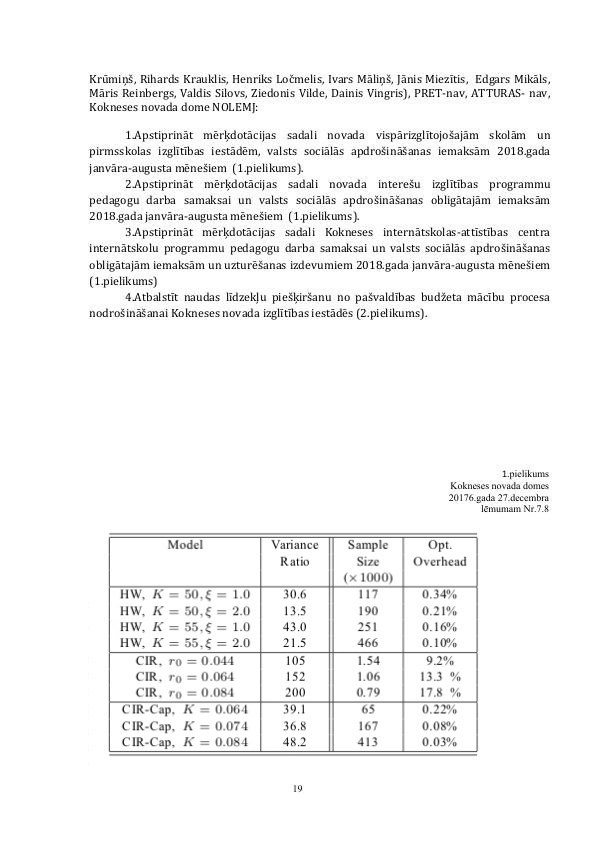 Krūmiņš, Rihards Krauklis, Henriks Ločmelis, Ivars Māliņš, Jānis Miezītis, Edgars Mikāls,
Māris Reinbergs, Valdis Silovs, Ziedonis Vilde, Dainis Vingris), PRET-nav, ATTURAS- nav,
Kokneses novada dome NOLEMJ:
1.Apstiprināt mērķdotācijas sadali novada vispārizglītojošajām skolām un
pirmsskolas izglītības iestādēm, valsts sociālās apdrošināšanas iemaksām 2018.gada
janvāra-augusta mēnešiem (1.pielikums).
2.Apstiprināt mērķdotācijas sadali novada interešu izglītības programmu
pedagogu darba samaksai un valsts sociālās apdrošināšanas obligātajām iemaksām
2018.gada janvāra-augusta mēnešiem (1.pielikums).
3.Apstiprināt mērķdotācijas sadali Kokneses internātskolas-attīstības centra
internātskolu programmu pedagogu darba samaksai un valsts sociālās apdrošināšanas
obligātajām iemaksām un uzturēšanas izdevumiem 2018.gada janvāra-augusta mēnešiem
(1.pielikums)
4.Atbalstīt naudas līdzekļu piešķiršanu no pašvaldības budžeta mācību procesa
nodrošināšanai Kokneses novada izglītības iestādēs (2.pielikums).
1.pielikums
Kokneses novada domes
20176.gada 27.decembra
lēmumam Nr.7.8
Model Variance Sample Opt.
Ratio Size Overhead
(×1000)
HW, K = 50, ξ = 1.0 30.6 117 0.34%
HW, K = 50, ξ = 2.0 13.5 190 0.21%
HW, K = 55, ξ = 1.0 43.0 251 0.16%
HW, K = 55, ξ = 2.0 21.5 466 0.10%
CIR, r₀ = 0.044 105 1.54 9.2%
CIR, r₀ = 0.064 152 1.06 13.3 %
CIR, r₀ = 0.084 200 0.79 17.8 %
CIR-Cap, K = 0.064 39.1 65 0.22%
CIR-Cap, K = 0.074 36.8 167 0.08%
CIR-Cap, K = 0.084 48.2 413 0.03%
19